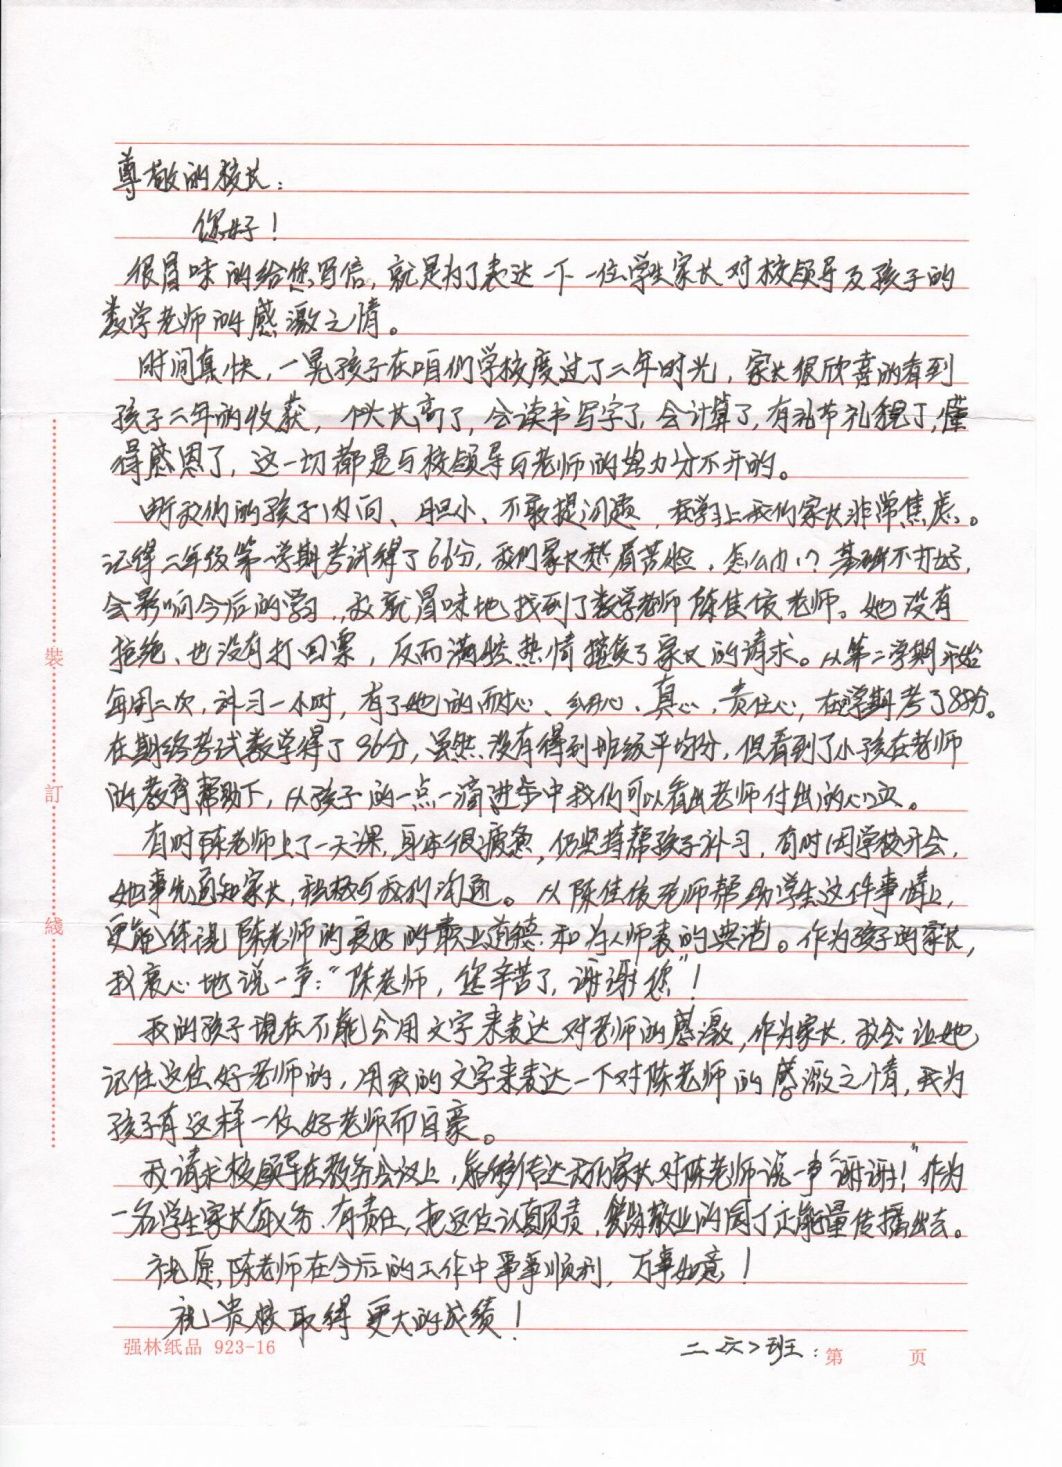 尊敬的校长：
您好！
很冒昧的给您写信，就是为了表达一下一位学生家长对校领导及孩子的
数学老师的感激之情。
时间真快，一晃孩子在咱们学校度过了二年时光，家长很欣喜的看到
孩子二年的收获，个头长高了，会读书写字了，会计算了，有礼节礼貌了，懂
得感恩了，这一切都是与校领导与老师的努力分不开的。
我们的孩子内向、胆小、不敢提问题，在学习上我们家长非常焦虑。
记得二年级第一学期考试得了66分，我们家长愁眉苦脸，怎么办？基础不打好，
会影响今后的学习，我就冒昧地找到了数学老师陈佳依老师。她没有
拒绝、也没有打回票，反而满腔热情接受了家长的请求。从第二学期开始
每周二次，补习一小时，有了她的耐心、细心、真心、责任心，在学期考了88分。
在期终考试数学得了96分，虽然没有得到班级平均分，但看到了小孩在老师
的教育帮助下，从孩子的一点一滴进步中我们可以看出老师付出的心血。
有时陈老师上了一天课，身体很疲惫，仍坚持帮孩子补习，有时因学校开会，
她事先通知家长，积极与我们沟通。从陈佳依老师帮助学生这件事情上，
更能体现陈老师的良好的职业道德和为人师表的典范。作为孩子的家长，
我衷心地说一声：“陈老师，您辛苦了，谢谢您”！
我的孩子现在不能用文字来表达对老师的感激，作为家长，我会让她
记住这位好老师的，用我的文字来表达一下对陈老师的感激之情，我为
孩子有这样一位好老师而自豪。
我请求校领导在教务会议上，能够传达我们家长对陈老师说一声“谢谢！”作为
一名学生家长有义务、有责任，把这位认真负责，敬业的园丁正能量传播出去。
祝愿，陈老师在今后的工作中事事顺利，万事如意！
祝贵校取得更大的成绩！
二<六>班：
强林纸品 923-16
第 页
装
訂
綫